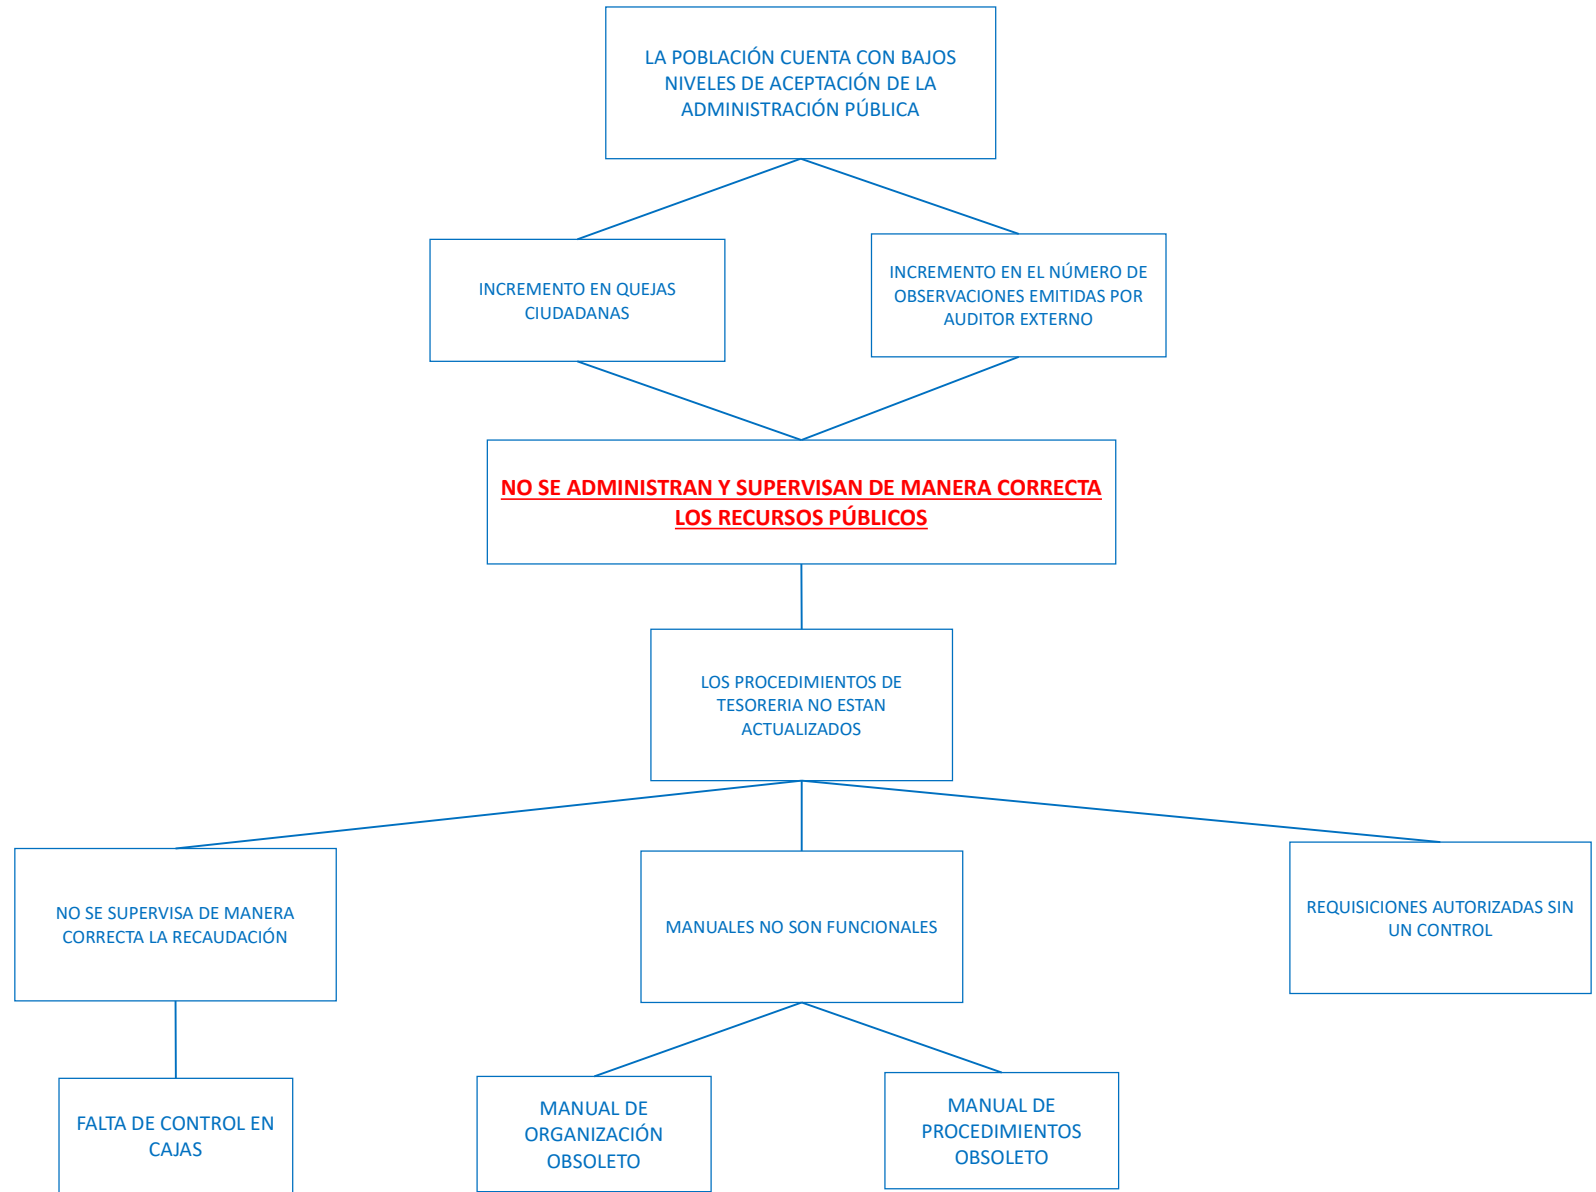 LA POBLACIÓN CUENTA CON BAJOS
NIVELES DE ACEPTACIÓN DE LA
ADMINISTRACIÓN PÚBLICA
INCREMENTO EN QUEJAS
CIUDADANAS
INCREMENTO EN EL NÚMERO DE
OBSERVACIONES EMITIDAS POR
AUDITOR EXTERNO
NO SE ADMINISTRAN Y SUPERVISAN DE MANERA CORRECTA
LOS RECURSOS PÚBLICOS
LOS PROCEDIMIENTOS DE
TESORERIA NO ESTAN
ACTUALIZADOS
NO SE SUPERVISA DE MANERA
CORRECTA LA RECAUDACIÓN
MANUALES NO SON FUNCIONALES
REQUISICIONES AUTORIZADAS SIN
UN CONTROL
FALTA DE CONTROL EN
CAJAS
MANUAL DE
ORGANIZACIÓN
OBSOLETO
MANUAL DE
PROCEDIMIENTOS
OBSOLETO